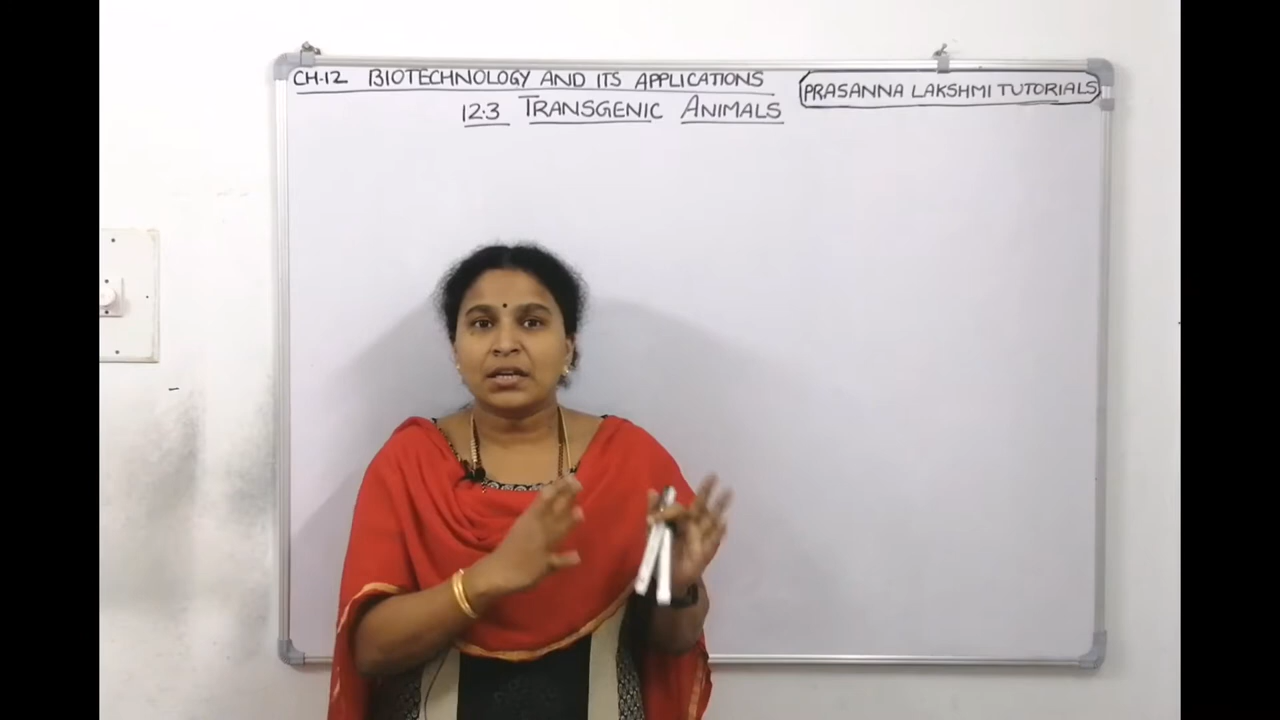 CH.12 BIOTECHNOLOGY AND ITS APPLICATIONS
PRASANNA LAKSHMI TUTORIALS
12.3 TRANSGENIC ANIMALS